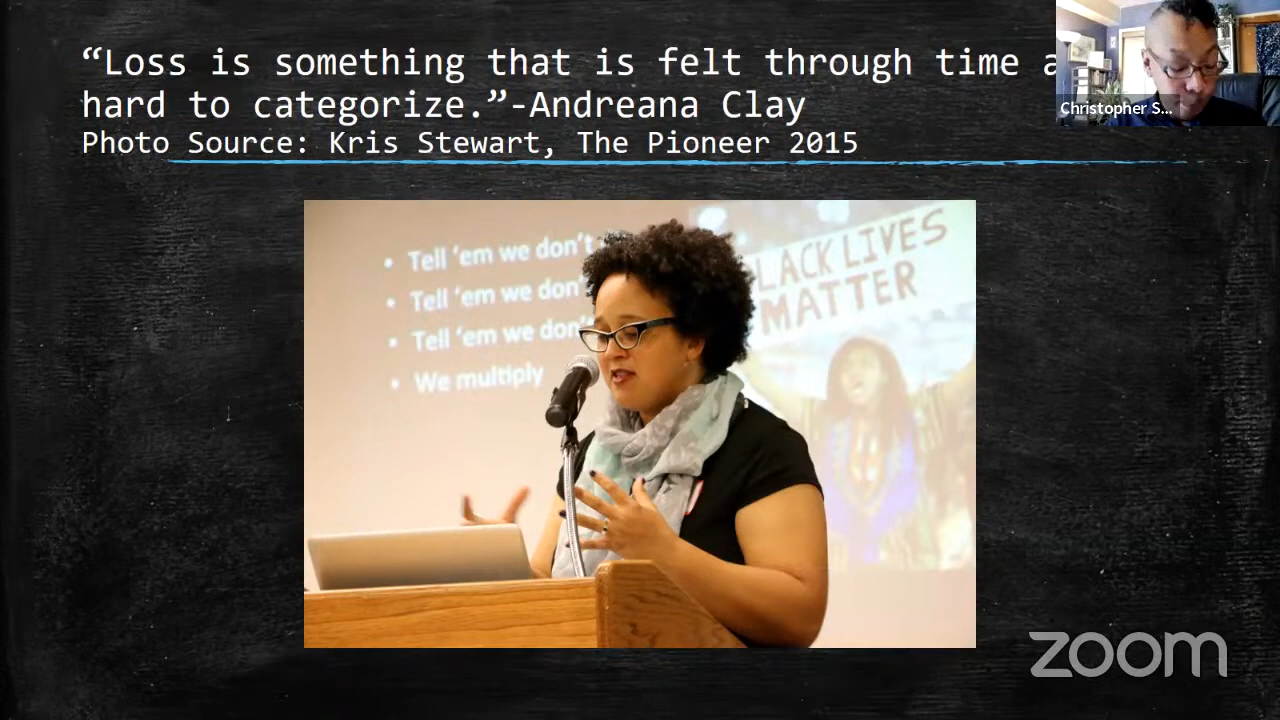 “Loss is something that is felt through time
hard to categorize.”-Andreana Clay
Photo Source: Kris Stewart, The Pioneer 2015
Christopher S...
• Tell ‘em we don’t
• Tell ‘em we don’
• Tell ‘em we don’t
• We multiply
LACK LIVES
MATTER
zoom